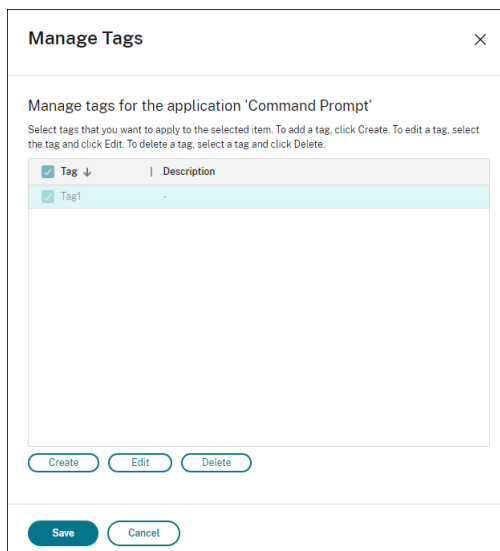 Manage Tags
Manage tags for the application 'Command Prompt'
Select tags that you want to apply to the selected item. To add a tag, click Create. To edit a tag, select
the tag and click Edit. To delete a tag, select a tag and click Delete.
Tag ↓ | Description
Tag1 -
Create Edit Delete
Save Cancel